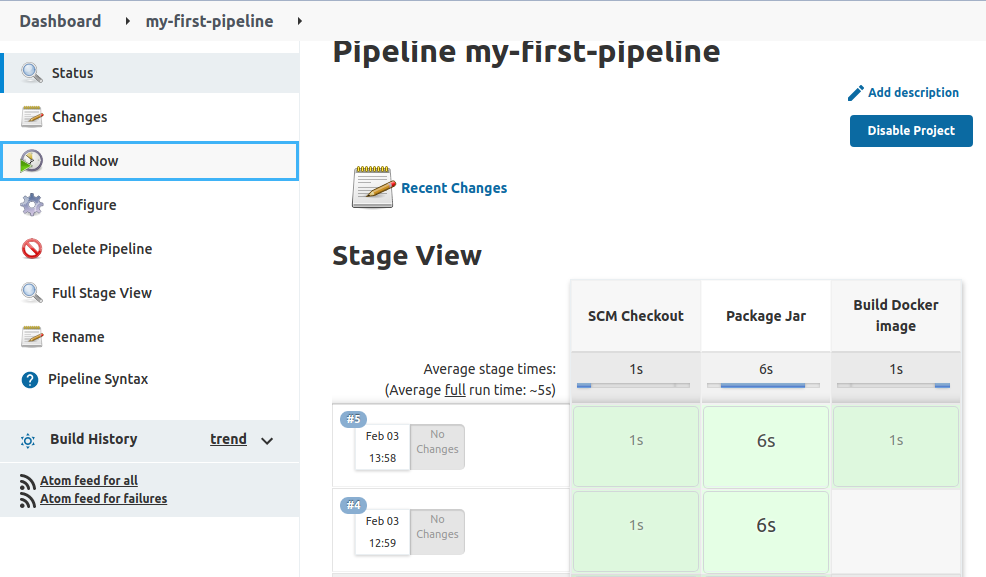 Dashboard my-first-pipeline
Status
Changes
Build Now
Configure
Delete Pipeline
Full Stage View
Rename
? Pipeline Syntax
Build History trend
Atom feed for all
Atom feed for failures
Pipeline my-first-pipeline
Add description
Disable Project
Recent Changes
Stage View
SCM Checkout
Package Jar
Build Docker
image
Average stage times:
(Average full run time: ~5s)
1s
6s
1s
#5
Feb 03
13:58
No
Changes
1s
6s
1s
#4
Feb 03
12:59
No
Changes
1s
6s